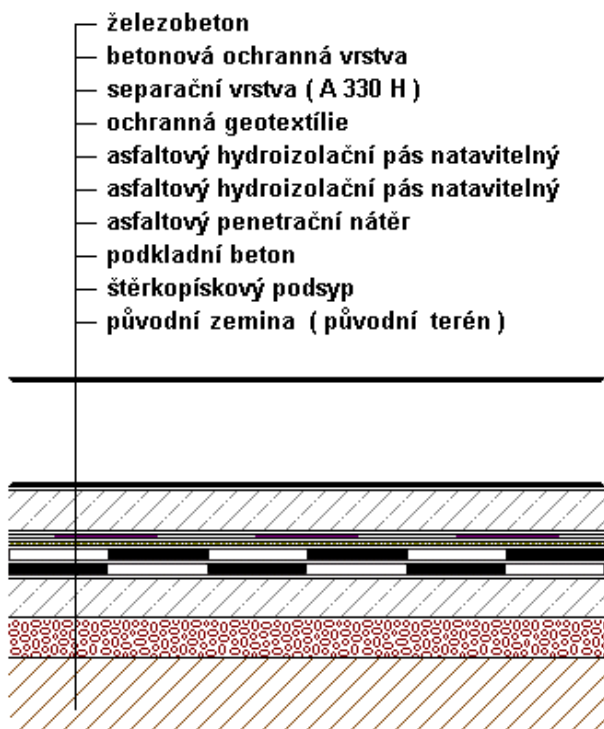 železobeton
betonová ochranná vrstva
separační vrstva ( A 330 H )
ochranná geotextílie
asfaltový hydroizolační pás natavitelný
asfaltový hydroizolační pás natavitelný
asfaltový penetrační nátěr
podkladní beton
štěrkopískový podsyp
původní zemina ( původní terén )